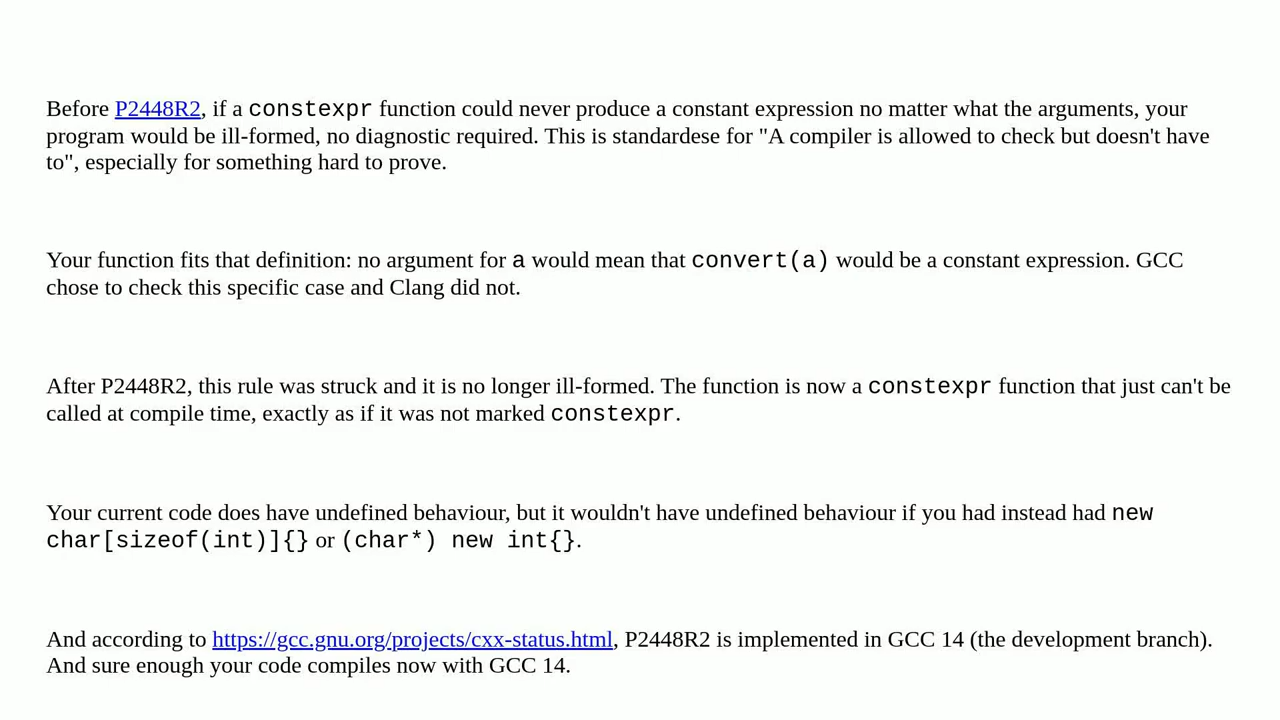 Before P2448R2, if a constexpr function could never produce a constant expression no matter what the arguments, your
program would be ill-formed, no diagnostic required. This is standardese for "A compiler is allowed to check but doesn't have
to", especially for something hard to prove.
Your function fits that definition: no argument for a would mean that convert(a) would be a constant expression. GCC
chose to check this specific case and Clang did not.
After P2448R2, this rule was struck and it is no longer ill-formed. The function is now a constexpr function that just can't be
called at compile time, exactly as if it was not marked constexpr.
Your current code does have undefined behaviour, but it wouldn't have undefined behaviour if you had instead had new
char[sizeof(int)]{} or (char*) new int{}.
And according to https://gcc.gnu.org/projects/cxx-status.html, P2448R2 is implemented in GCC 14 (the development branch).
And sure enough your code compiles now with GCC 14.